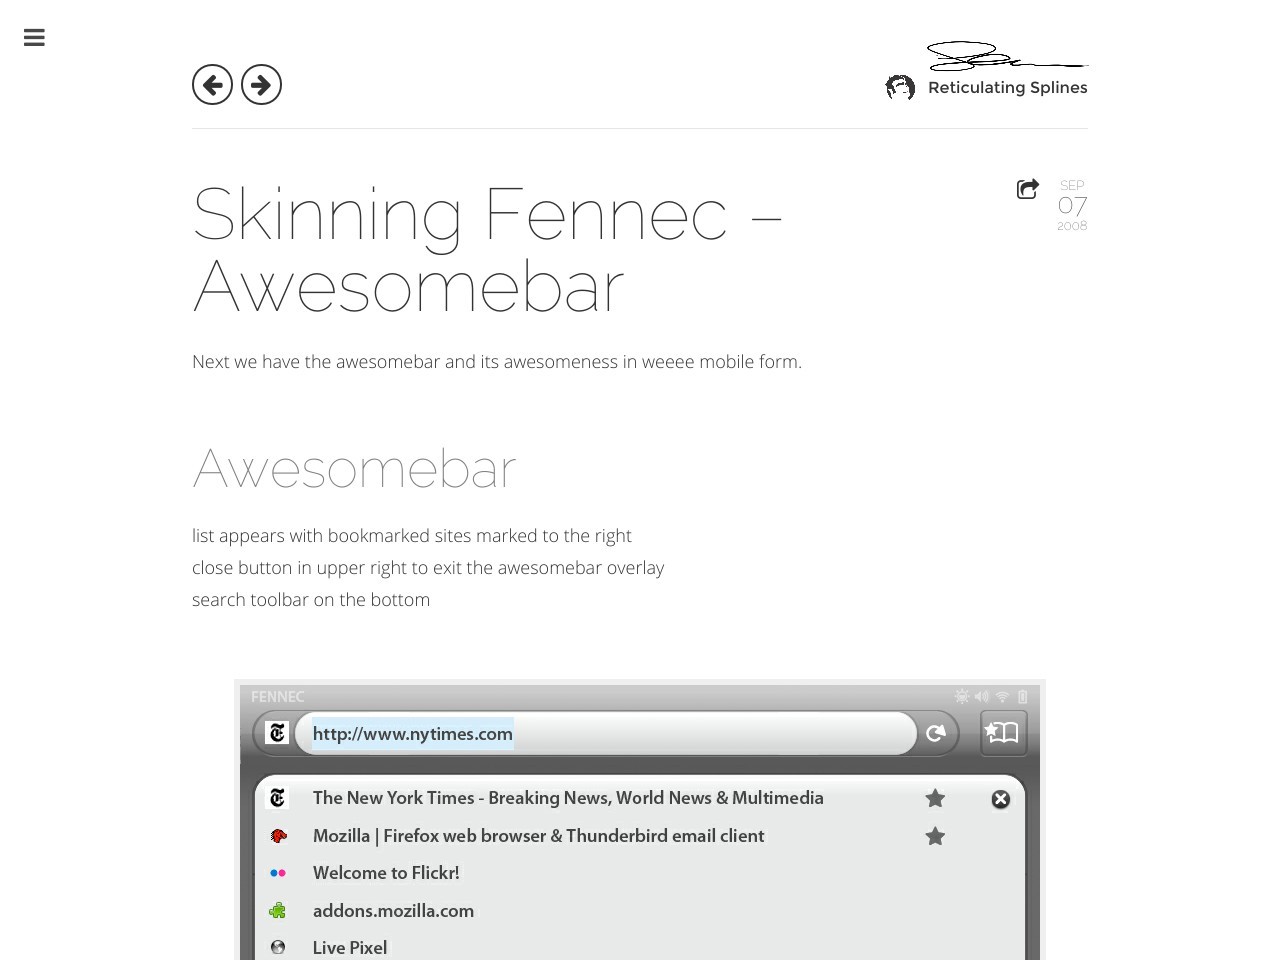 Reticulating Splines
Skinning Fennec –
Awesomebar
SEP
07
2008
Next we have the awesomebar and its awesomeness in weeee mobile form.
Awesomebar
list appears with bookmarked sites marked to the right
close button in upper right to exit the awesomebar overlay
search toolbar on the bottom
FENNEC
http://www.nytimes.com
The New York Times - Breaking News, World News & Multimedia
Mozilla | Firefox web browser & Thunderbird email client
Welcome to Flickr!
addons.mozilla.com
Live Pixel